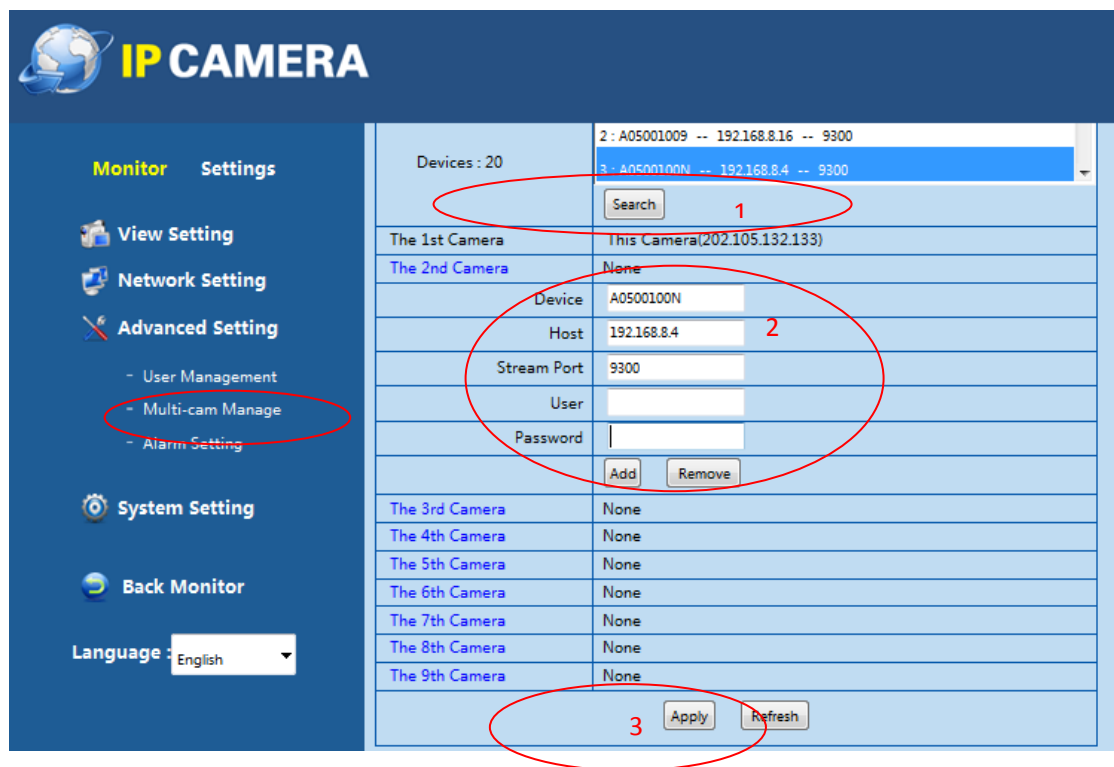 IP CAMERA
Monitor Settings
View Setting
Network Setting
Advanced Setting
- User Management
- Multi-cam Manage
- Alarm Setting
System Setting
Back Monitor
Language : English
2 : A05001009 -- 192.168.8.16 -- 9300
Devices : 20
3 : A0500100N -- 192.168.8.4 -- 9300
Search 1
The 1st Camera This Camera(202.105.132.133)
The 2nd Camera None
Device A0500100N
Host 192.168.8.4 2
Stream Port 9300
User
Password
Add Remove
The 3rd Camera None
The 4th Camera None
The 5th Camera None
The 6th Camera None
The 7th Camera None
The 8th Camera None
The 9th Camera None
3 Apply Refresh